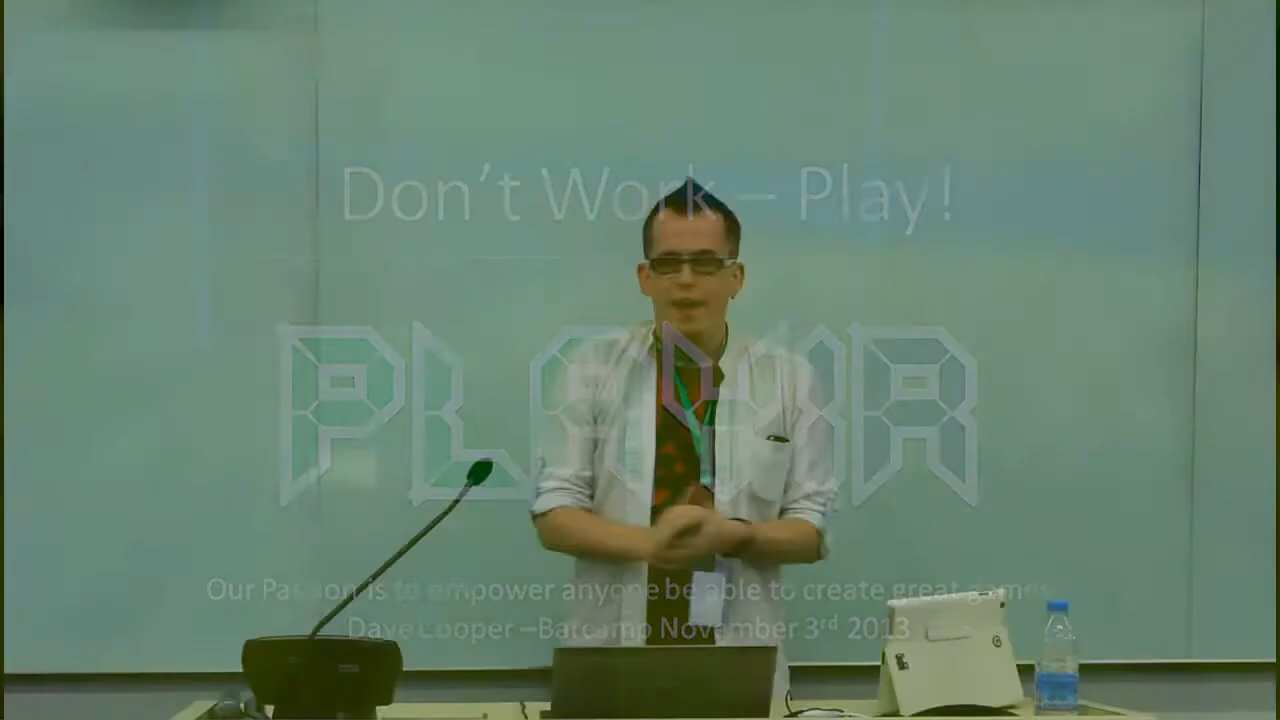 Don't Work – Play!
PLAYIR
Our Passion is to empower anyone be able to create great games
Dave Cooper –Barcamp November 3rd 2013